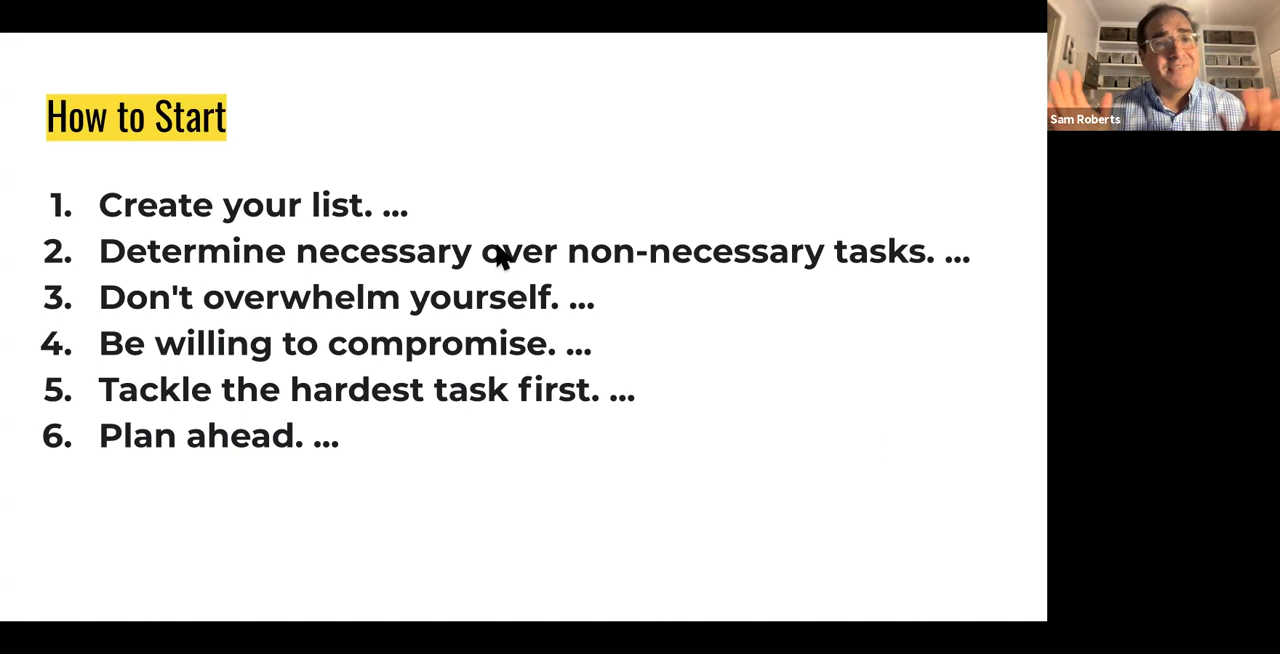 How to Start
1. Create your list. ...
2. Determine necessary over non-necessary tasks. ...
3. Don't overwhelm yourself. ...
4. Be willing to compromise. ...
5. Tackle the hardest task first. ...
6. Plan ahead. ...
Sam Roberts